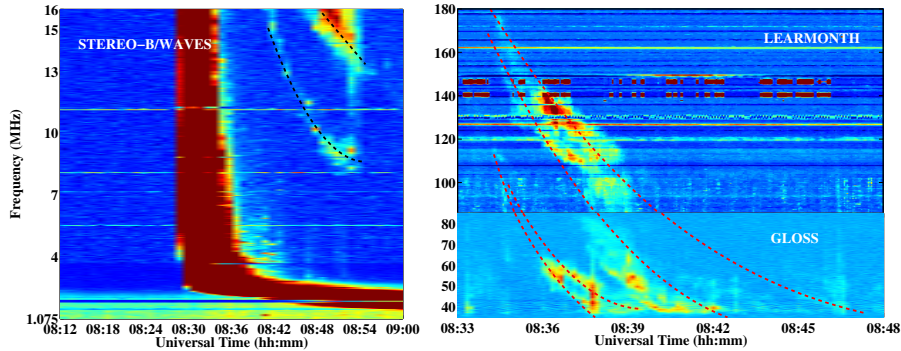 16
15
13
10
7
4
1.075
Frequency (MHz)
STEREO-B/WAVES
08:12 08:18 08:24 08:30 08:36 08:42 08:48 08:54 09:00
Universal Time (hh:mm)
180
160
140
120
100
80
70
60
50
40
LEARMONTH
GLOSS
08:33 08:36 08:39 08:42 08:45 08:48
Universal Time (hh:mm)